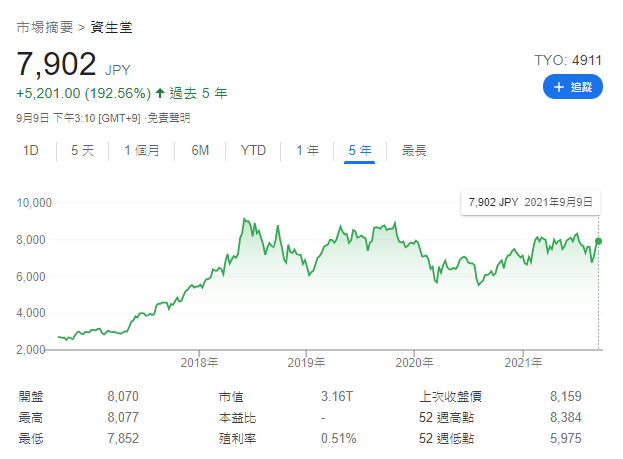 市場摘要 > 資生堂
7,902 JPY
TYO: 4911
+5,201.00 (192.56%) ↑ 過去 5 年
+ 追蹤
9月9日 下午3:10 [GMT+9] ·免責聲明
1D 5 天 1 個月 6M YTD 1 年 5 年 最長
7,902 JPY 2021年9月9日
10,000
8,000
6,000
4,000
2,000
2018年 2019年 2020年 2021年
開盤 8,070 市值 3.16T 上次收盤價 8,159
最高 8,077 本益比 - 52 週高點 8,384
最低 7,852 殖利率 0.51% 52 週低點 5,975